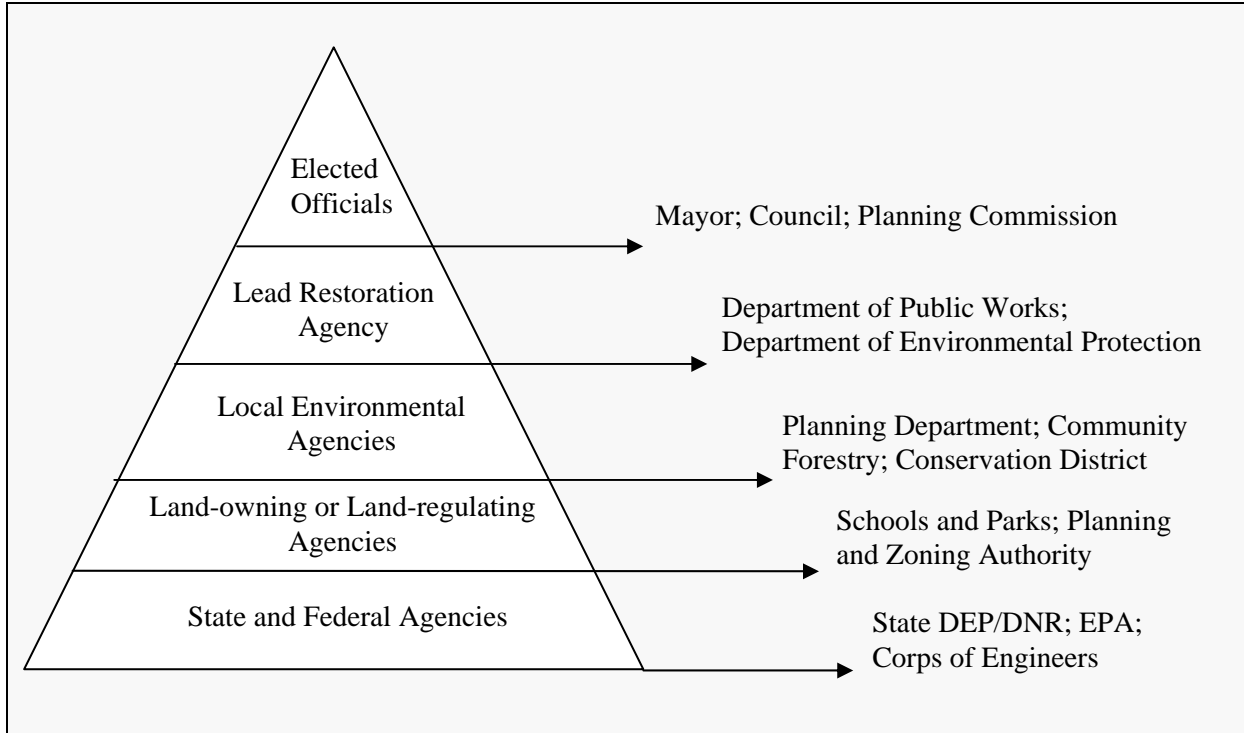 Elected
Officials
Mayor; Council; Planning Commission
Lead Restoration
Agency
Department of Public Works;
Department of Environmental Protection
Local Environmental
Agencies
Planning Department; Community
Forestry; Conservation District
Land-owning or Land-regulating
Agencies
Schools and Parks; Planning
and Zoning Authority
State and Federal Agencies
State DEP/DNR; EPA;
Corps of Engineers